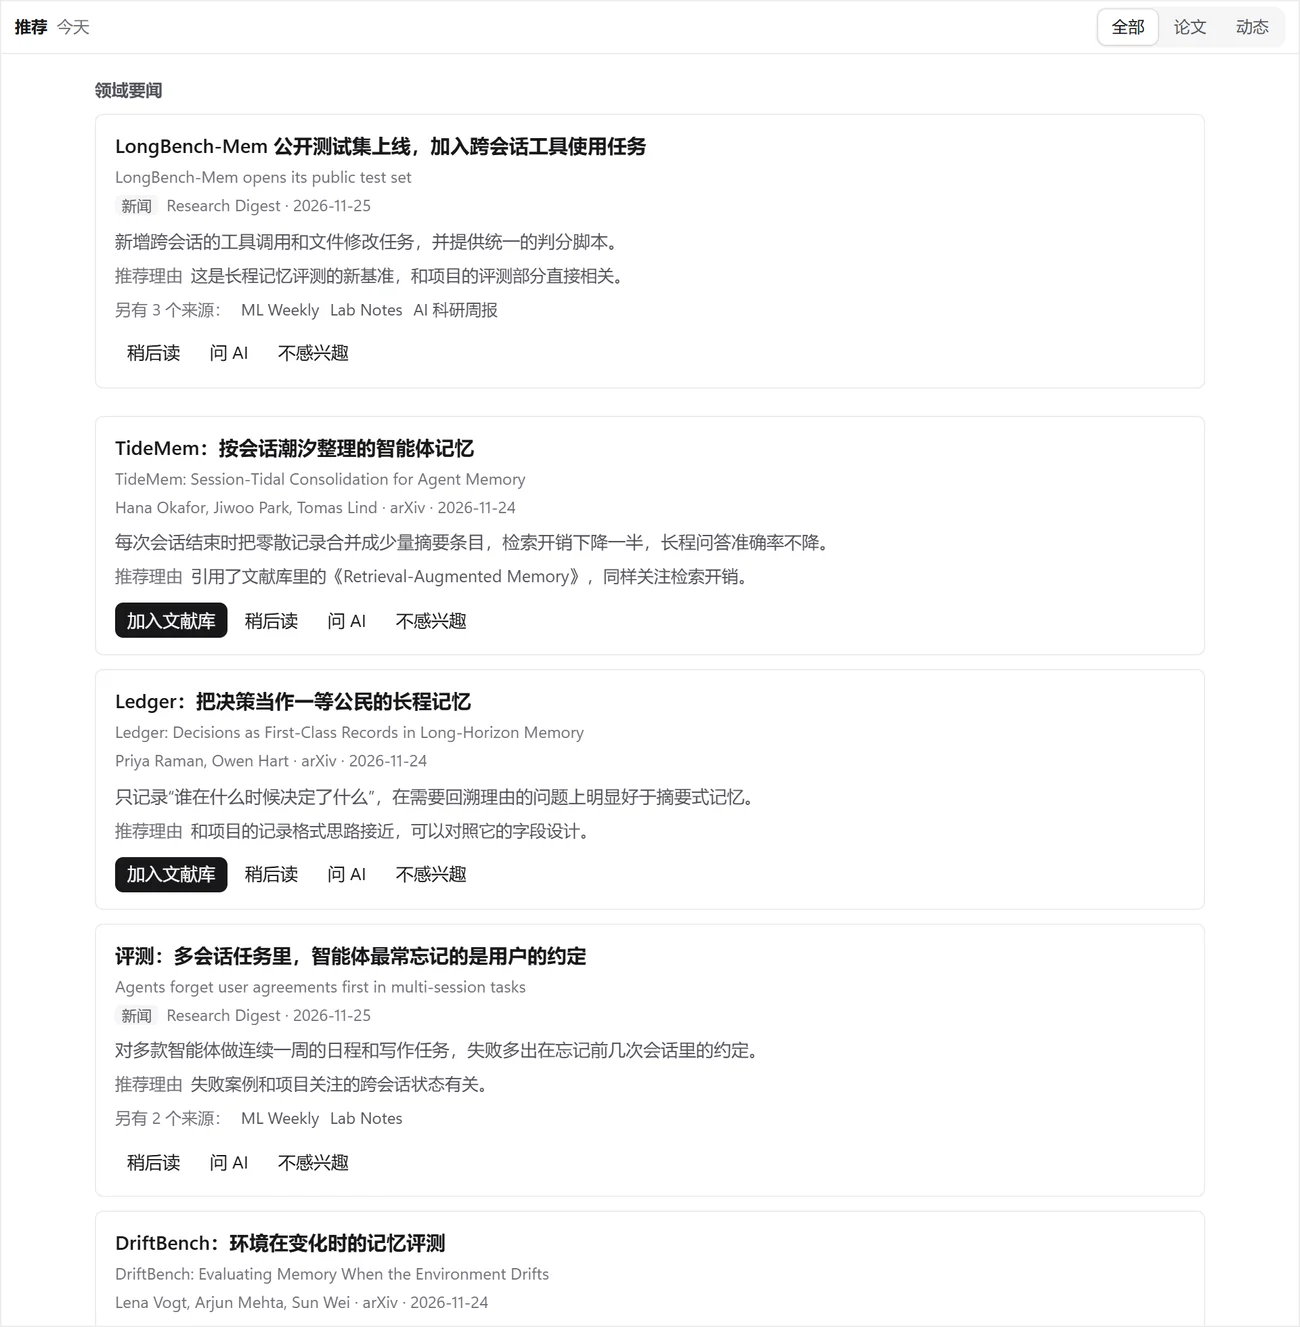 推荐 今天
全部 论文 动态
领域要闻
LongBench-Mem 公开测试集上线，加入跨会话工具使用任务
LongBench-Mem opens its public test set
新闻 Research Digest · 2026-11-25
新增跨会话的工具调用和文件修改任务，并提供统一的判分脚本。
推荐理由 这是长程记忆评测的新基准，和项目的评测部分直接相关。
另有 3 个来源： ML Weekly Lab Notes AI 科研周报
稍后读 问 AI 不感兴趣
TideMem：按会话潮汐整理的智能体记忆
TideMem: Session-Tidal Consolidation for Agent Memory
Hana Okafor, Jiwoo Park, Tomas Lind · arXiv · 2026-11-24
每次会话结束时把零散记录合并成少量摘要条目，检索开销下降一半，长程问答准确率不降。
推荐理由 引用了文献库里的《Retrieval-Augmented Memory》，同样关注检索开销。
加入文献库 稍后读 问 AI 不感兴趣
Ledger：把决策当作一等公民的长程记忆
Ledger: Decisions as First-Class Records in Long-Horizon Memory
Priya Raman, Owen Hart · arXiv · 2026-11-24
只记录“谁在什么时候决定了什么”，在需要回溯理由的问题上明显好于摘要式记忆。
推荐理由 和项目的记录格式思路接近，可以对照它的字段设计。
加入文献库 稍后读 问 AI 不感兴趣
评测：多会话任务里，智能体最常忘记的是用户的约定
Agents forget user agreements first in multi-session tasks
新闻 Research Digest · 2026-11-25
对多款智能体做连续一周的日程和写作任务，失败多出在忘记前几次会话里的约定。
推荐理由 失败案例和项目关注的跨会话状态有关。
另有 2 个来源： ML Weekly Lab Notes
稍后读 问 AI 不感兴趣
DriftBench：环境在变化时的记忆评测
DriftBench: Evaluating Memory When the Environment Drifts
Lena Vogt, Arjun Mehta, Sun Wei · arXiv · 2026-11-24